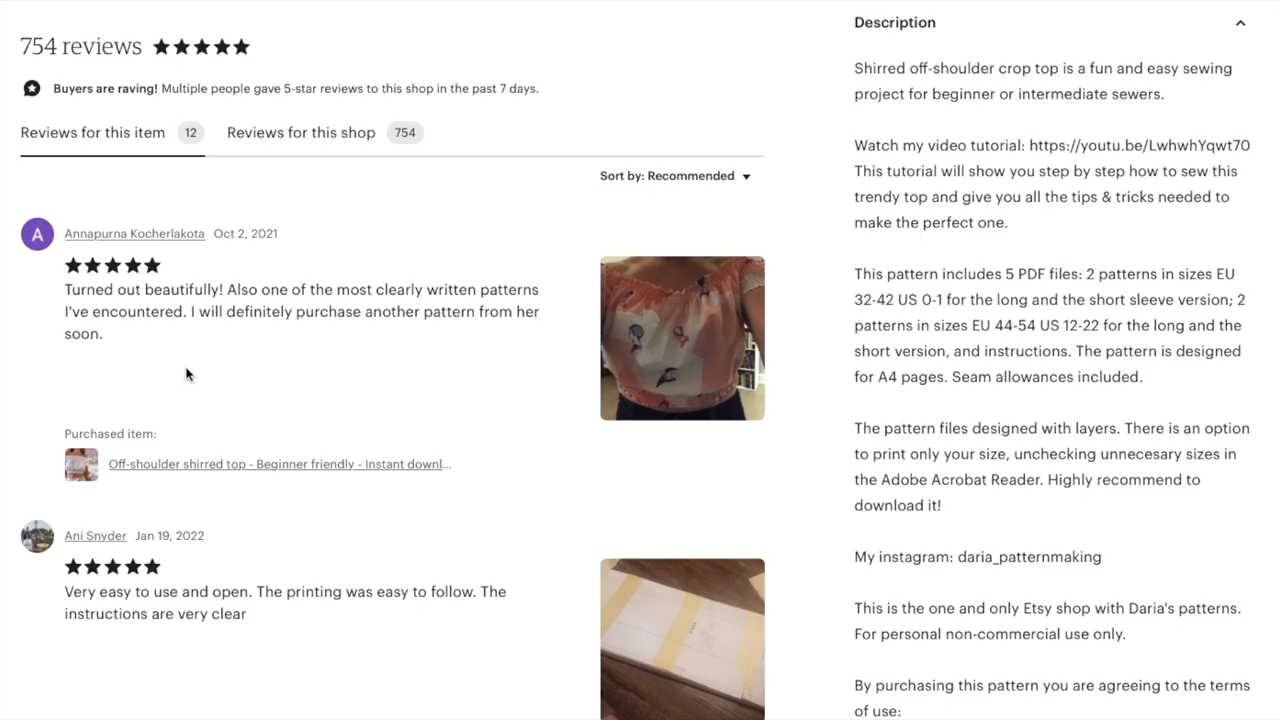 754 reviews
Buyers are raving! Multiple people gave 5-star reviews to this shop in the past 7 days.
Reviews for this item 12 Reviews for this shop 754
Sort by: Recommended
A Annapurna Kocherlakota Oct 2, 2021
Turned out beautifully! Also one of the most clearly written patterns
I've encountered. I will definitely purchase another pattern from her
soon.
Purchased item:
Off-shoulder shirred top - Beginner friendly - Instant downl...
Ani Snyder Jan 19, 2022
Very easy to use and open. The printing was easy to follow. The
instructions are very clear
Description
Shirred off-shoulder crop top is a fun and easy sewing
project for beginner or intermediate sewers.
Watch my video tutorial: https://youtu.be/LwhwhYqwt70
This tutorial will show you step by step how to sew this
trendy top and give you all the tips & tricks needed to
make the perfect one.
This pattern includes 5 PDF files: 2 patterns in sizes EU
32-42 US 0-1 for the long and the short sleeve version; 2
patterns in sizes EU 44-54 US 12-22 for the long and the
short version, and instructions. The pattern is designed
for A4 pages. Seam allowances included.
The pattern files designed with layers. There is an option
to print only your size, unchecking unnecesary sizes in
the Adobe Acrobat Reader. Highly recommend to
download it!
My instagram: daria_patternmaking
This is the one and only Etsy shop with Daria's patterns.
For personal non-commercial use only.
By purchasing this pattern you are agreeing to the terms
of use: